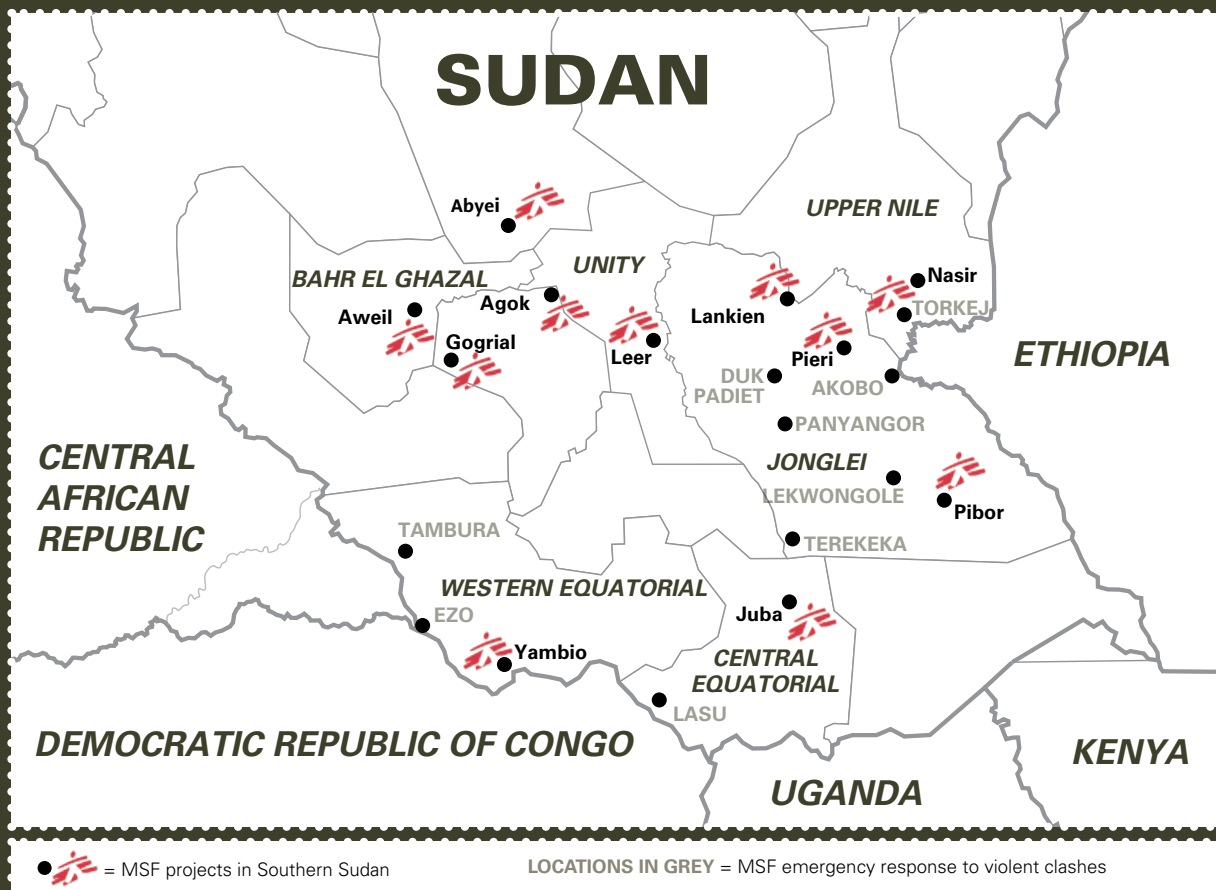 SUDAN
Abyei
UPPER NILE
BAHR EL GHAZAL
UNITY
Nasir
Agok
Aweil
TORKEJ
Lankien
Gogrial
Leer
Pieri
ETHIOPIA
DUK
PADIET
AKOBO
PANYANGOR
CENTRAL
AFRICAN
REPUBLIC
JONGLEI
LEKWONGOLE
Pibor
TAMBURA
TEREKEKA
WESTERN EQUATORIAL
EZO
Juba
Yambio
CENTRAL
EQUATORIAL
LASU
DEMOCRATIC REPUBLIC OF CONGO
KENYA
UGANDA
= MSF projects in Southern Sudan
LOCATIONS IN GREY = MSF emergency response to violent clashes